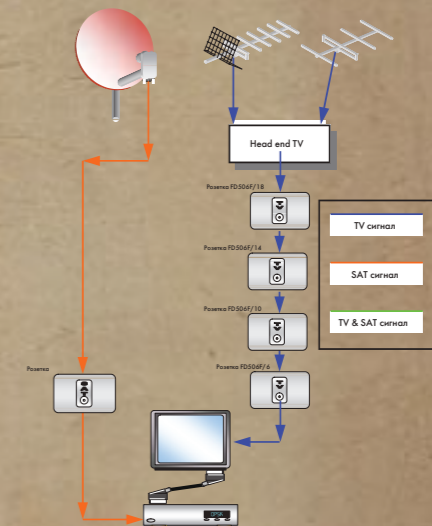 Head end TV
Розетка FD506F/18
TV сигнал
Розетка FD506F/14
SAT сигнал
Розетка FD506F/10
TV & SAT сигнал
Розетка FD506F/6
Розетка